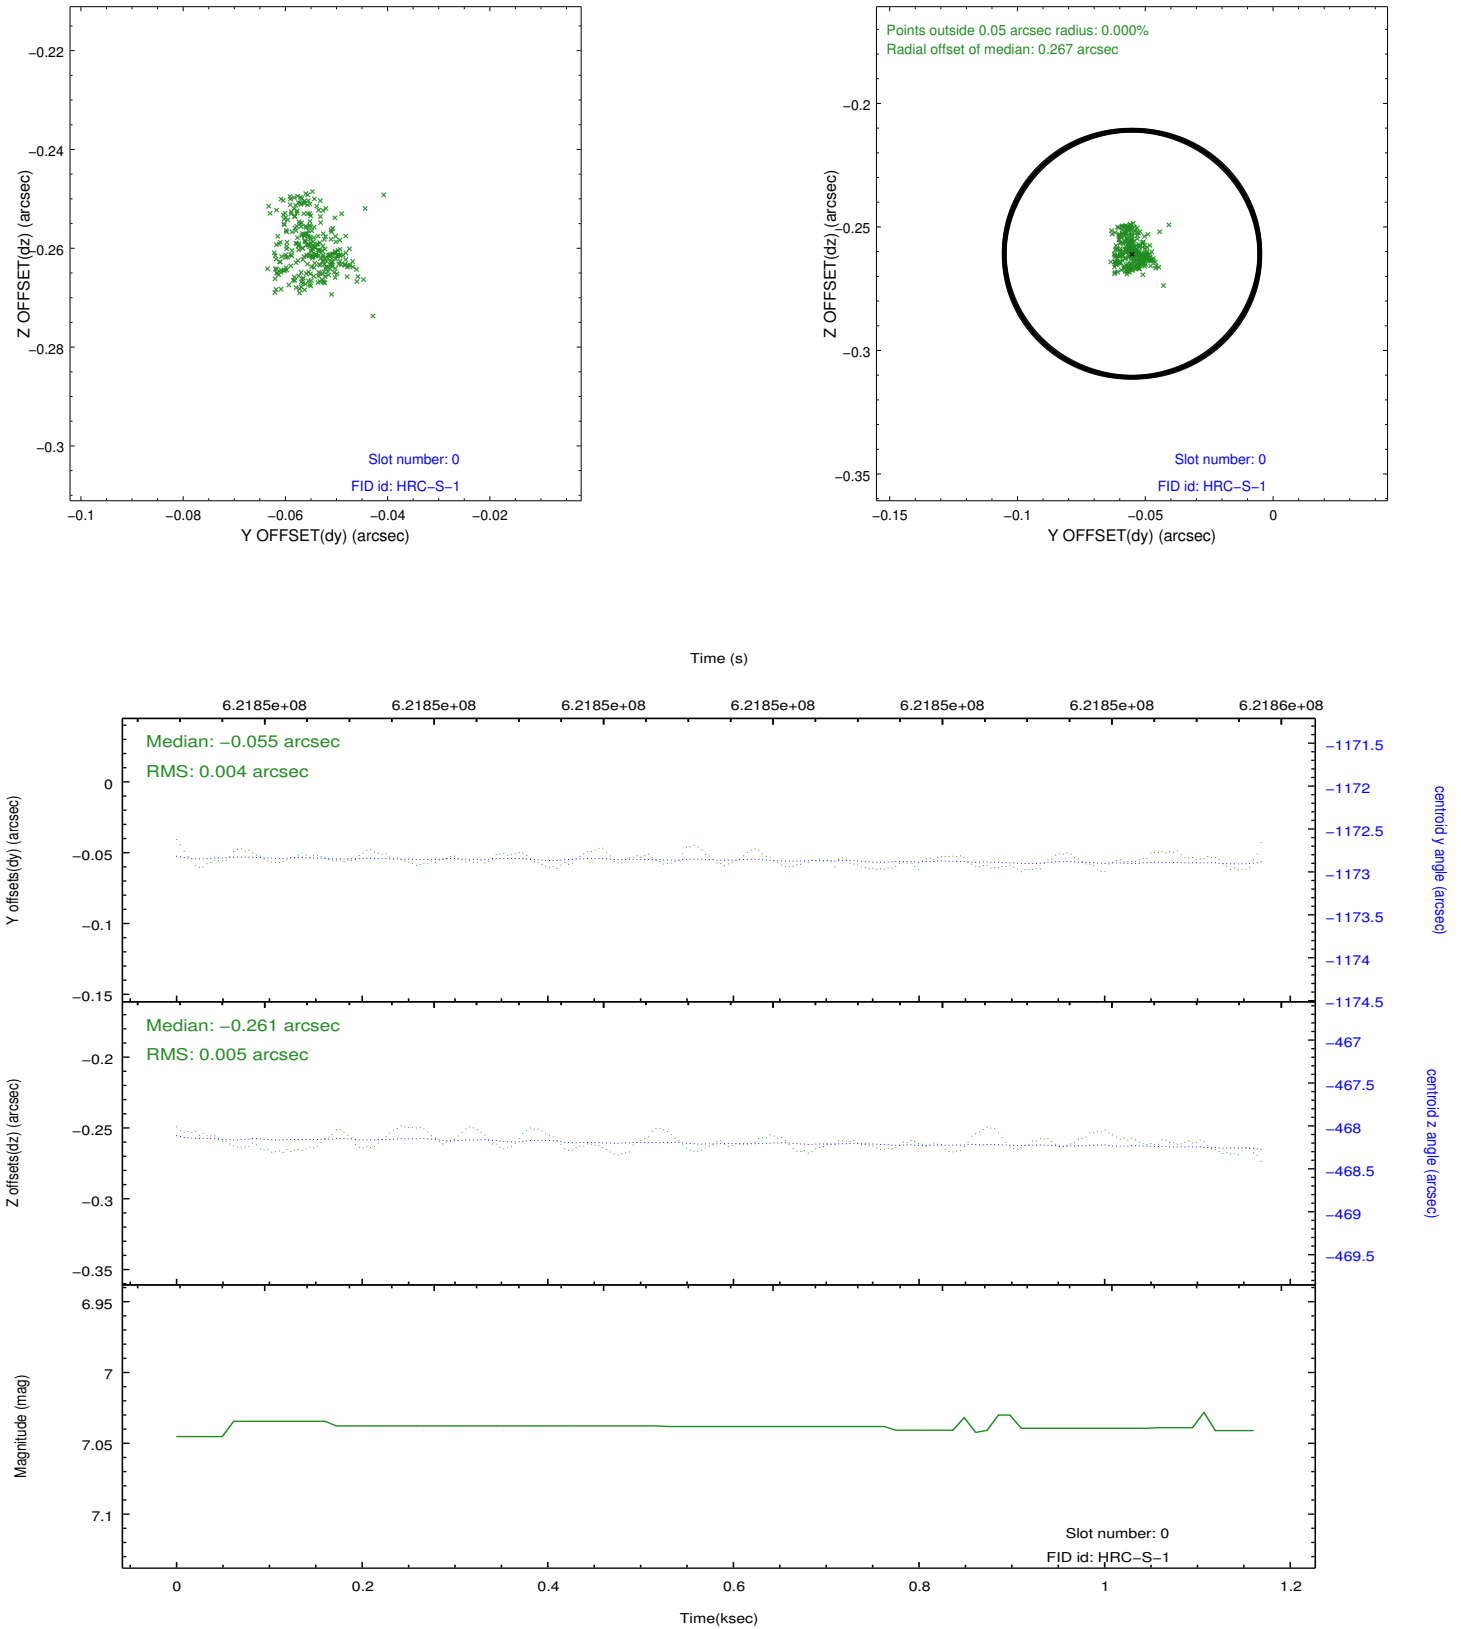 −0.22
−0.24
−0.26
−0.28
−0.3
Z OFFSET(dz) (arcsec)
Slot number: 0
FID id: HRC−S−1
−0.1 −0.08 −0.06 −0.04 −0.02
Y OFFSET(dy) (arcsec)
Points outside 0.05 arcsec radius: 0.000%
Radial offset of median: 0.267 arcsec
−0.2
−0.25
−0.3
−0.35
Z OFFSET(dz) (arcsec)
Slot number: 0
FID id: HRC−S−1
−0.15 −0.1 −0.05 0
Y OFFSET(dy) (arcsec)
Time (s)
6.2185e+08 6.2185e+08 6.2185e+08 6.2185e+08 6.2185e+08 6.2185e+08 6.2186e+08
Median: −0.055 arcsec
RMS: 0.004 arcsec
0
−0.05
−0.1
−0.15
Y offsets(dy) (arcsec)
−1171.5
−1172
−1172.5
−1173
−1173.5
−1174
−1174.5
centroid y angle (arcsec)
Median: −0.261 arcsec
RMS: 0.005 arcsec
−0.2
−0.25
−0.3
−0.35
Z offsets(dz) (arcsec)
−467
−467.5
−468
−468.5
−469
−469.5
centroid z angle (arcsec)
6.95
7
7.05
7.1
Magnitude (mag)
Slot number: 0
FID id: HRC−S−1
0 0.2 0.4 0.6 0.8 1 1.2
Time(ksec)